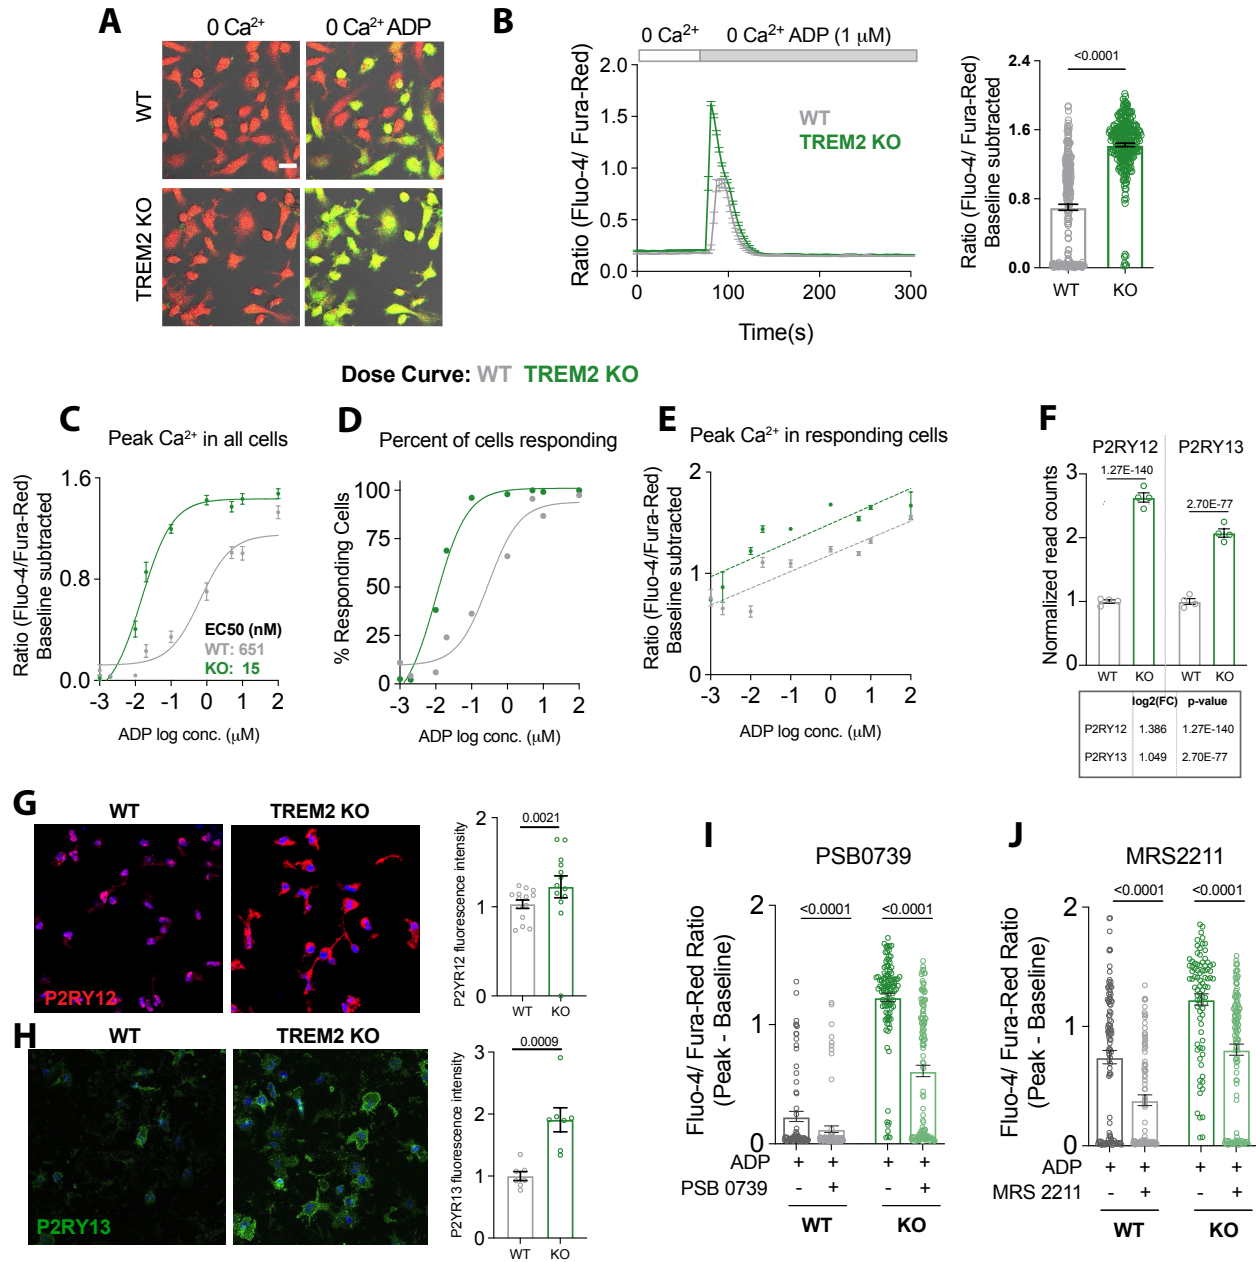 A
0 Ca²⁺
0 Ca²⁺ ADP
WT
TREM2 KO
B
0 Ca²⁺
0 Ca²⁺ ADP (1 μM)
Ratio (Fluo-4/ Fura-Red)
2.0
1.5
1.0
0.5
0.0
WT
TREM2 KO
0
100
200
300
Time(s)
Ratio (Fluo-4/ Fura-Red)
Baseline subtracted
2.4
1.6
0.8
0.0
<0.0001
WT
KO
Dose Curve: WT TREM2 KO
C
Peak Ca²⁺ in all cells
Ratio (Fluo-4/Fura-Red)
Baseline subtracted
1.6
0.8
0.0
EC50 (nM)
WT: 651
KO: 15
-3 -2 -1 0 1 2
ADP log conc. (μM)
D
Percent of cells responding
% Responding Cells
100
75
50
25
0
-3 -2 -1 0 1 2
ADP log conc. (μM)
E
Peak Ca²⁺ in responding cells
Ratio (Fluo-4/Fura-Red)
Baseline subtracted
2
1
0
-3 -2 -1 0 1 2
ADP log conc. (μM)
F
P2RY12
P2RY13
Normalized read counts
3
2
1
0
1.27E-140
2.70E-77
WT KO WT KO
log2(FC) p-value
P2RY12 1.386 1.27E-140
P2RY13 1.049 2.70E-77
G
WT
TREM2 KO
P2RY12
P2YR12 fluorescence intensity
2
1
0
0.0021
WT
KO
H
WT
TREM2 KO
P2RY13
P2YR13 fluorescence intensity
3
2
1
0
0.0009
WT
KO
I
PSB0739
Fluo-4/ Fura-Red Ratio
(Peak - Baseline)
2
1
0
<0.0001
<0.0001
ADP + + + +
PSB 0739 - + - +
WT
KO
J
MRS2211
Fluo-4/ Fura-Red Ratio
(Peak - Baseline)
2
1
0
<0.0001
<0.0001
ADP + + + +
MRS 2211 - + - +
WT
KO